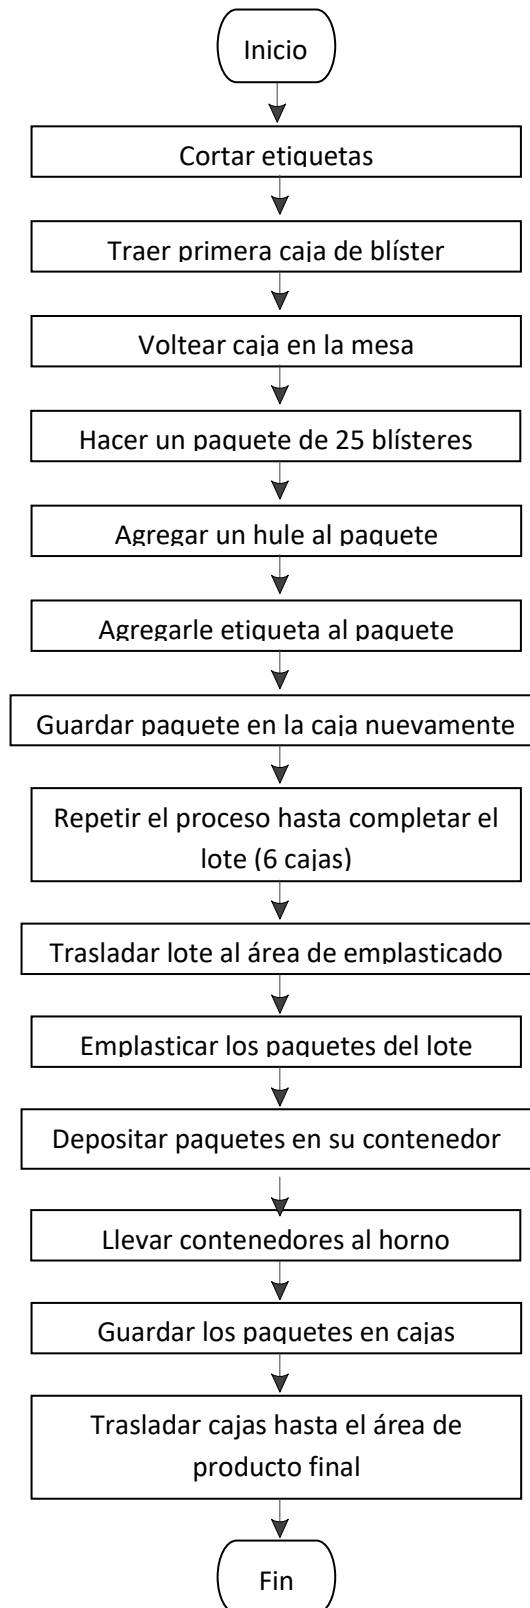 Inicio
Cortar etiquetas
Traer primera caja de blíster
Voltear caja en la mesa
Hacer un paquete de 25 blísteres
Agregar un hule al paquete
Agregarle etiqueta al paquete
Guardar paquete en la caja nuevamente
Repetir el proceso hasta completar el
lote (6 cajas)
Trasladar lote al área de emplasticado
Emplasticar los paquetes del lote
Depositar paquetes en su contenedor
Llevar contenedores al horno
Guardar los paquetes en cajas
Trasladar cajas hasta el área de
producto final
Fin